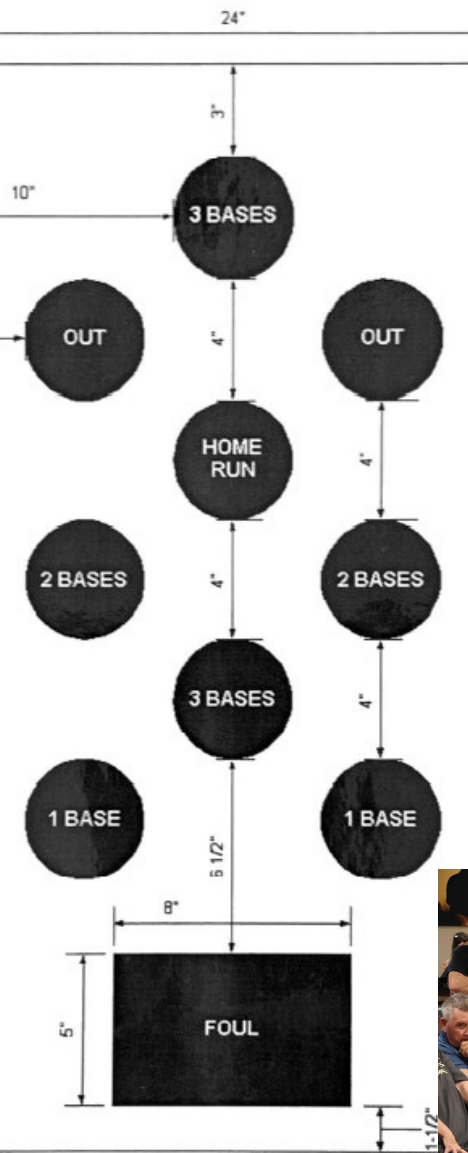 24"
3"
10"
3 BASES
OUT
4"
OUT
HOME
RUN
4"
2 BASES
4"
2 BASES
3 BASES
4"
1 BASE
1 BASE
6 1/2"
8"
5"
FOUL
1-1/2"